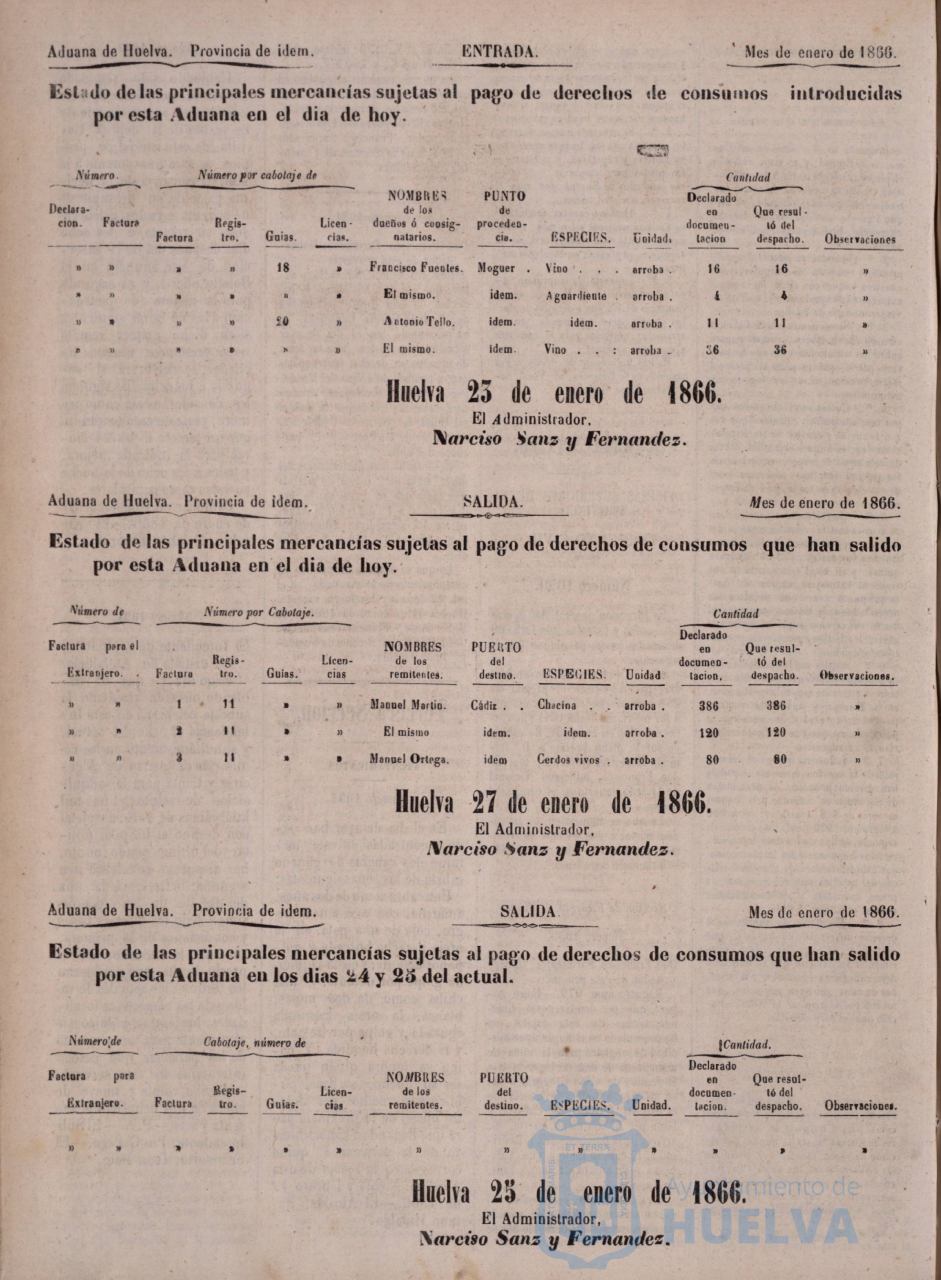 Aduana de Huelva. Provincia de idem. ENTRADA. Mes de enero de 1866.
Estado de las principales mercancías sujetas al pago de derechos de consumos introducidas
por esta Aduana en el dia de hoy.
Número. Número por cabotaje de Cantidad
Declara- Factura Factura Regis- Guias. Licen- NOMBRES PUNTO ESPECIES. Unidad. Declarado Que resul- Observaciones
cion. tro. cias. de los de en tó del
dueños ó consig- proceden- documen- despacho.
natarios. cia. tacion
» » » » 18 » Francisco Fuentes. Moguer . Vino . . . arroba . 16 16 »
» » » » » » El mismo. idem. Aguardiente . arroba . 4 4 »
» » » » 20 » Antonio Tello. idem. idem. arroba . 11 11 »
» » » » » » El mismo. idem. Vino . . : arroba . 36 36 »
Huelva 23 de enero de 1866.
El Administrador,
Narciso Sanz y Fernandez.
Aduana de Huelva. Provincia de idem. SALIDA. Mes de enero de 1866.
Estado de las principales mercancías sujetas al pago de derechos de consumos que han salido
por esta Aduana en el dia de hoy.
Número de Número por Cabotaje. Cantidad
Factura para el Regis- Licen- NOMBRES PUERTO Declarado Que resul-
Extranjero. . Factura tro. Guias. cias de los del ESPECIES. Unidad en tó del Observaciones.
remitentes. destino. documen- despacho.
tacion.
» » 1 11 » » Manuel Martin. Cádiz . . Chacina . . arroba . 386 386 »
» » 2 11 » » El mismo idem. idem. arroba . 120 120 »
» » 3 11 » » Manuel Ortega. idem Cerdos vivos . arroba . 80 80 »
Huelva 27 de enero de 1866.
El Administrador,
Narciso Sanz y Fernandez.
Aduana de Huelva. Provincia de idem. SALIDA Mes de enero de 1866.
Estado de las principales mercancías sujetas al pago de derechos de consumos que han salido
por esta Aduana en los dias 24 y 25 del actual.
Número de Cabotaje, número de Cantidad.
Factura para Regis- Licen- NOMBRES PUERTO Declarado Que resul-
Extranjero. Factura tro. Guias. cias de los del ESPECIES. Unidad. en tó del Observaciones.
remitentes. destino. documen- despacho.
tacion.
» » » » » » » » » » » » »
Huelva 25 de enero de 1866.
El Administrador,
Narciso Sanz y Fernandez.
Ayuntamiento de
HUELVA